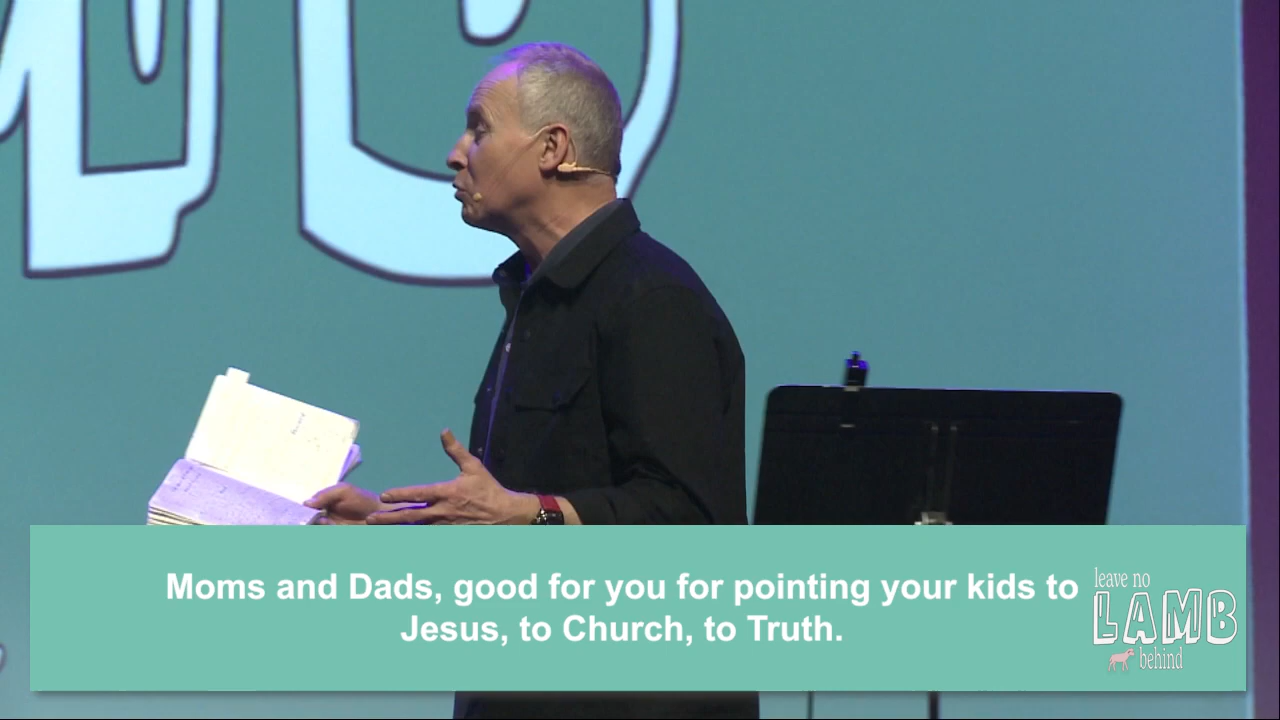 Moms and Dads, good for you for pointing your kids to
Jesus, to Church, to Truth.
leave no
LAMB
behind